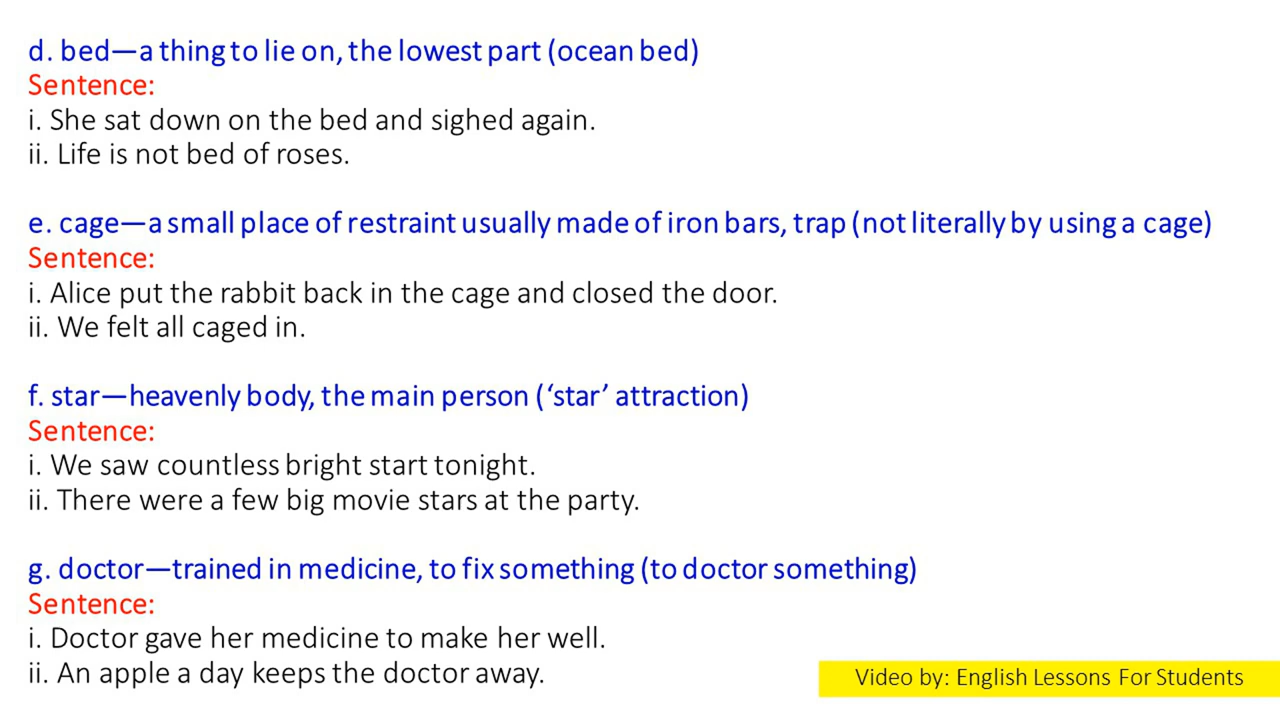 d. bed—a thing to lie on, the lowest part (ocean bed)
Sentence:
i. She sat down on the bed and sighed again.
ii. Life is not bed of roses.
e. cage—a small place of restraint usually made of iron bars, trap (not literally by using a cage)
Sentence:
i. Alice put the rabbit back in the cage and closed the door.
ii. We felt all caged in.
f. star—heavenly body, the main person (‘star’ attraction)
Sentence:
i. We saw countless bright start tonight.
ii. There were a few big movie stars at the party.
g. doctor—trained in medicine, to fix something (to doctor something)
Sentence:
i. Doctor gave her medicine to make her well.
ii. An apple a day keeps the doctor away.
Video by: English Lessons For Students